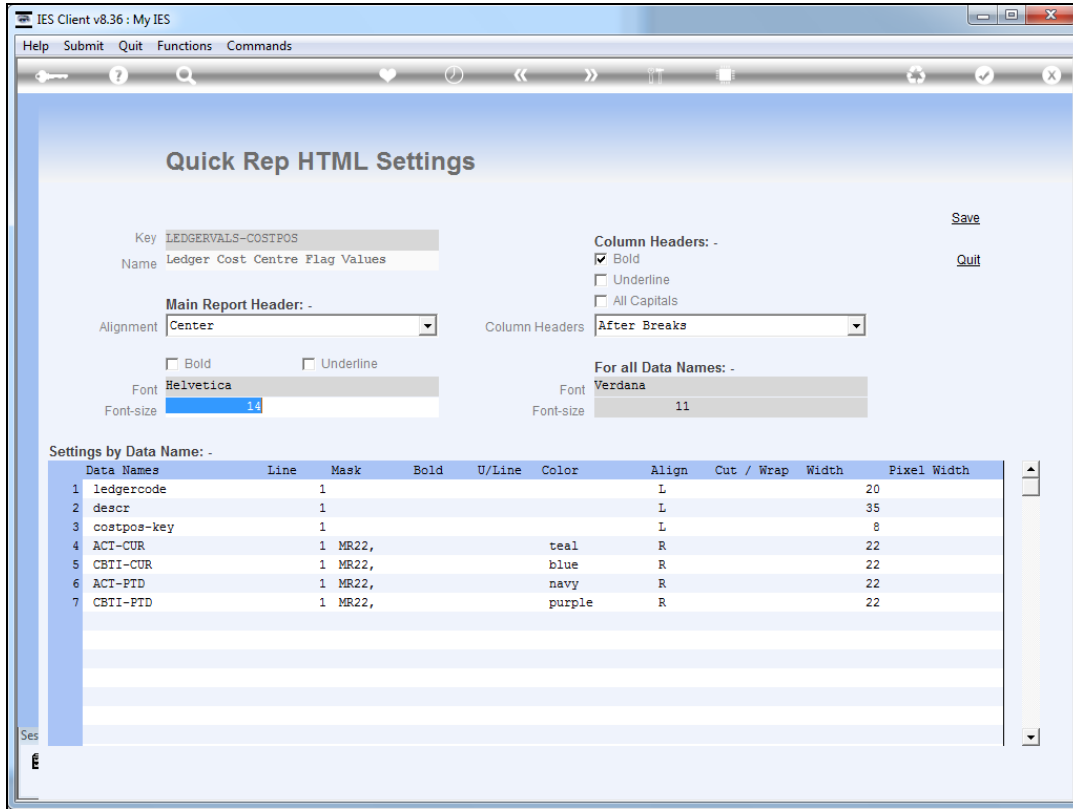 IES Client v8.36 : My IES
Help Submit Quit Functions Commands
Quick Rep HTML Settings
Save
Key LEDGERVALS-COSTPOS
Name Ledger Cost Centre Flag Values
Column Headers: -
Bold
Quit
Underline
All Capitals
Main Report Header: -
Alignment Center
Column Headers After Breaks
Bold Underline
For all Data Names: -
Font Helvetica
Font Verdana
Font-size 14
Font-size 11
Settings by Data Name: -
Data Names Line Mask Bold U/Line Color Align Cut / Wrap Width Pixel Width
1 ledgercode 1 L 20
2 descr 1 L 35
3 costpos-key 1 L 8
4 ACT-CUR 1 MR22, teal R 22
5 CBTI-CUR 1 MR22, blue R 22
6 ACT-PTD 1 MR22, navy R 22
7 CBTI-PTD 1 MR22, purple R 22
Ses